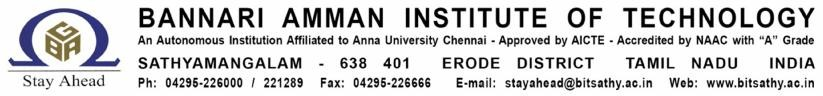 BANNARI AMMAN INSTITUTE OF TECHNOLOGY
An Autonomous Institution Affiliated to Anna University Chennai - Approved by AICTE - Accredited by NAAC with “A” Grade
SATHYAMANGALAM - 638 401 ERODE DISTRICT TAMIL NADU INDIA
Ph: 04295-226000 / 221289 Fax: 04295-226666 E-mail: stayahead@bitsathy.ac.in Web: www.bitsathy.ac.in
BGA
Stay Ahead